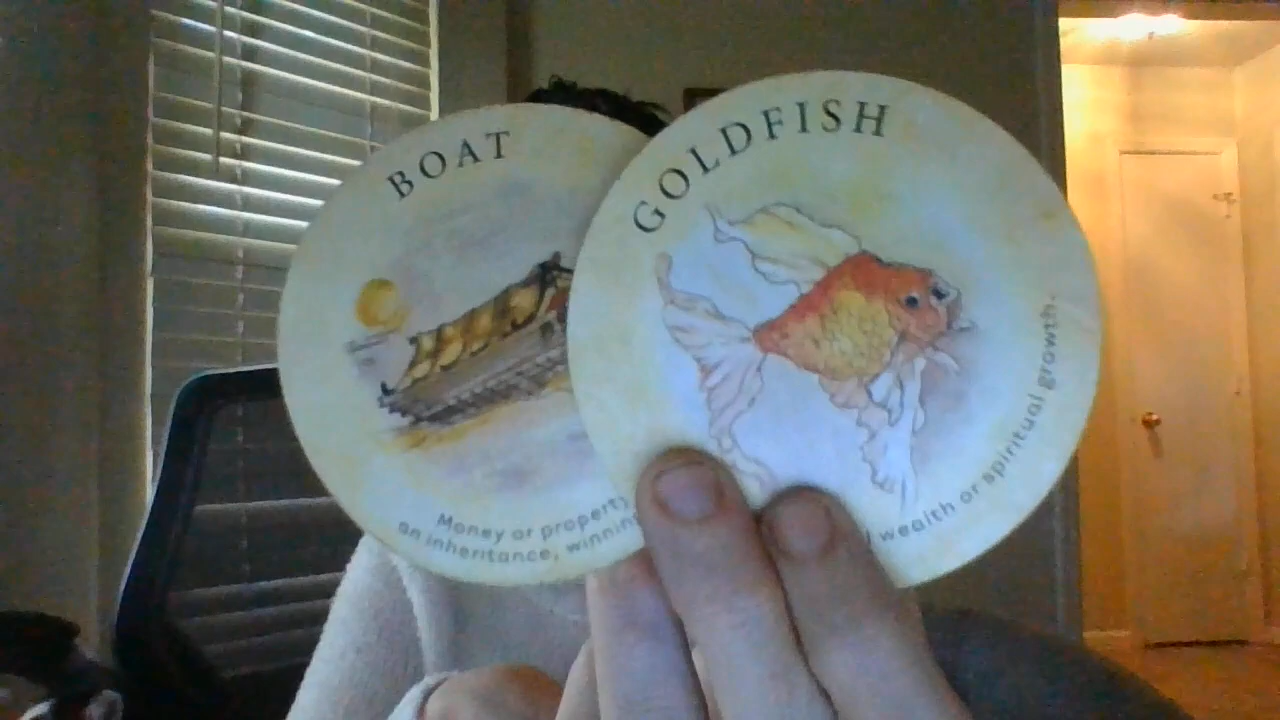 BOAT
Money or property
an inheritance, winnin
GOLDFISH
wealth or spiritual growth.